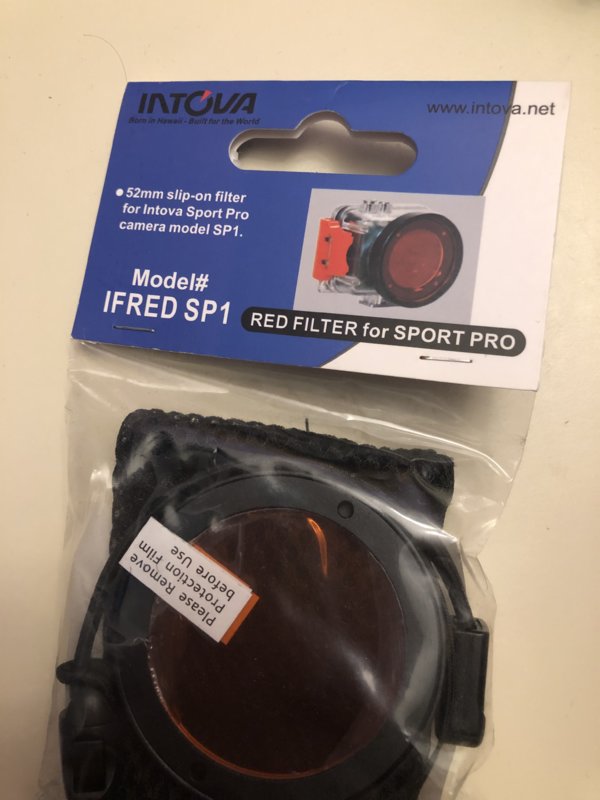 INTOVA
Born in Hawaii - Built for the World
www.intova.net
• 52mm slip-on filter
for Intova Sport Pro
camera model SP1.
Model#
IFRED SP1
RED FILTER for SPORT PRO
Please Remove
Protection Film
before Use